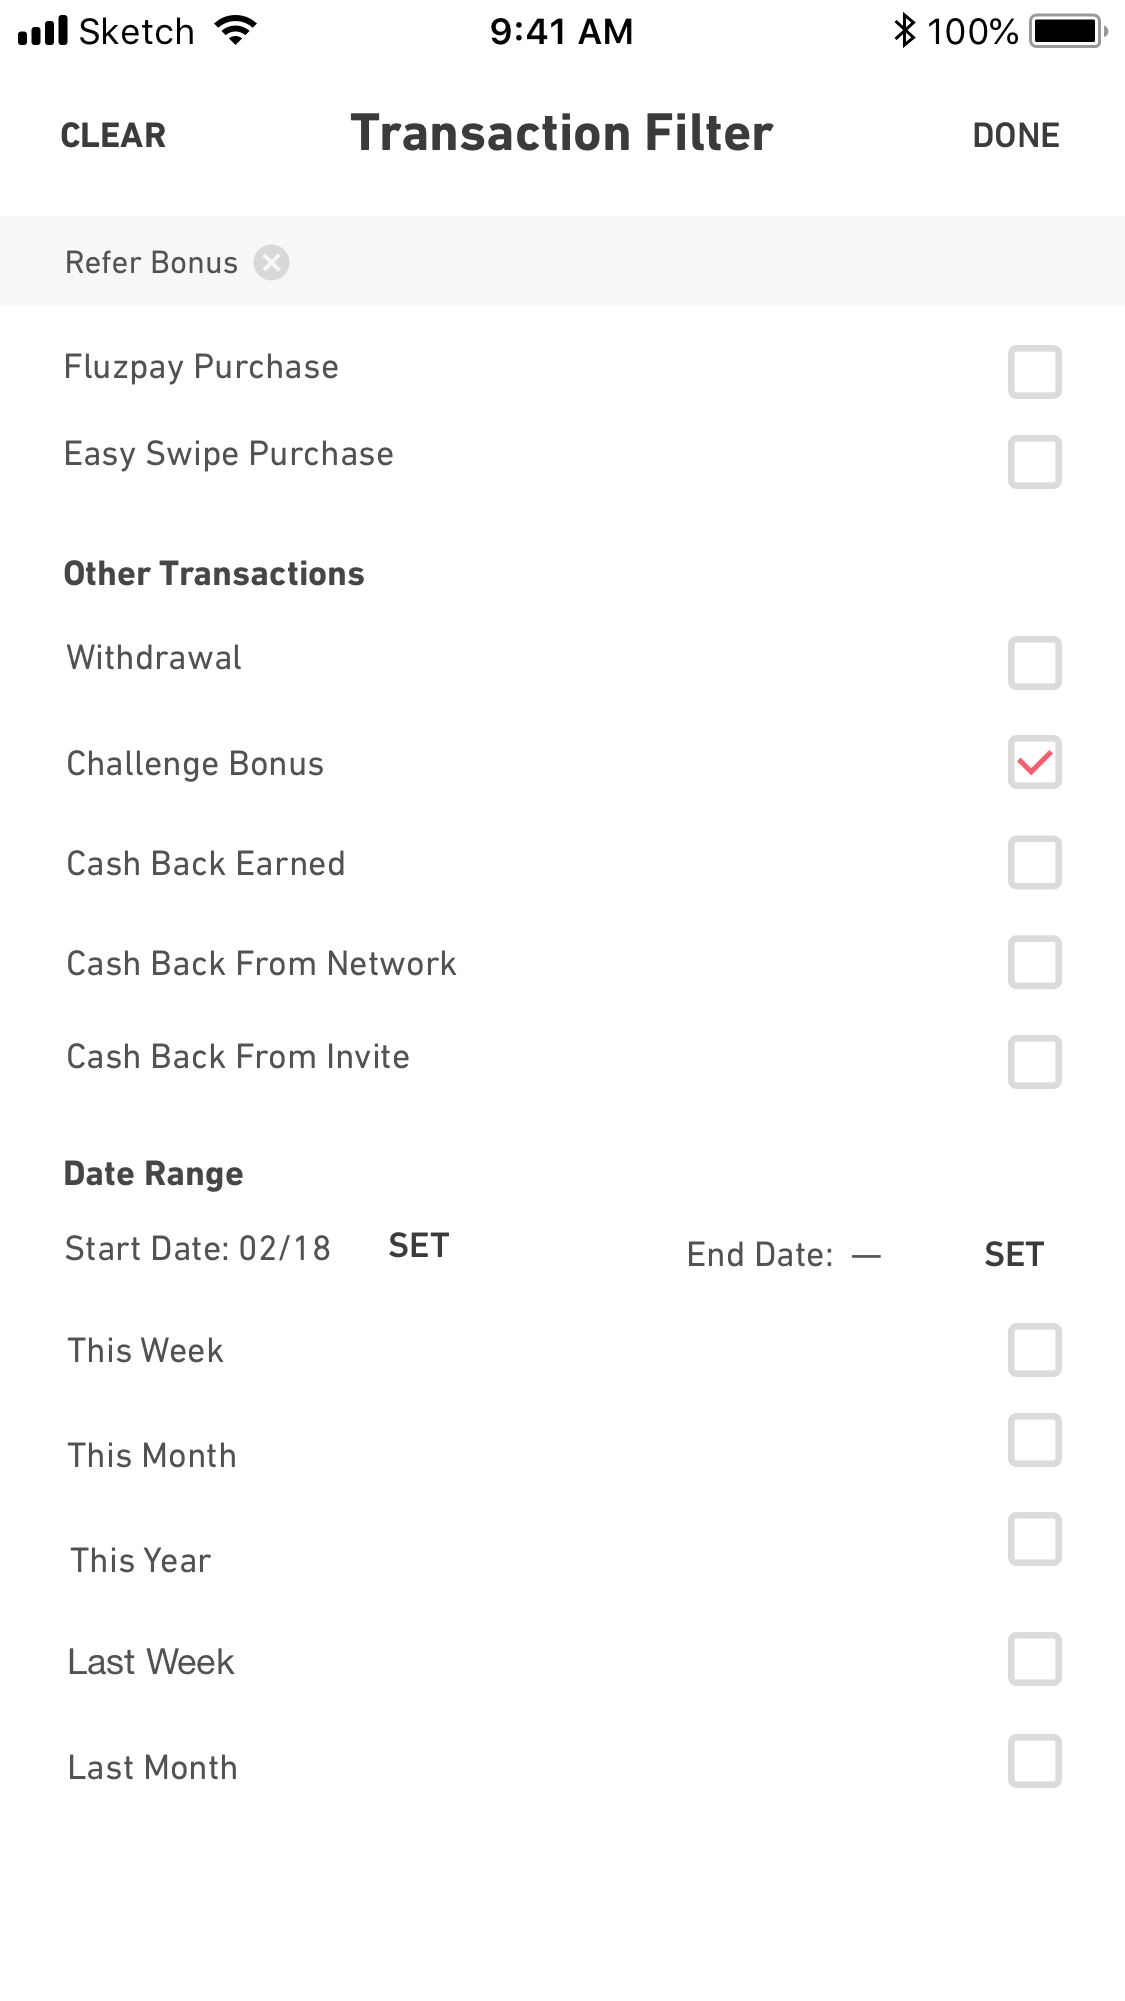 Sketch 9:41 AM 100%
CLEAR Transaction Filter DONE
Refer Bonus
Fluzpay Purchase
Easy Swipe Purchase
Other Transactions
Withdrawal
Challenge Bonus
Cash Back Earned
Cash Back From Network
Cash Back From Invite
Date Range
Start Date: 02/18 SET End Date: — SET
This Week
This Month
This Year
Last Week
Last Month